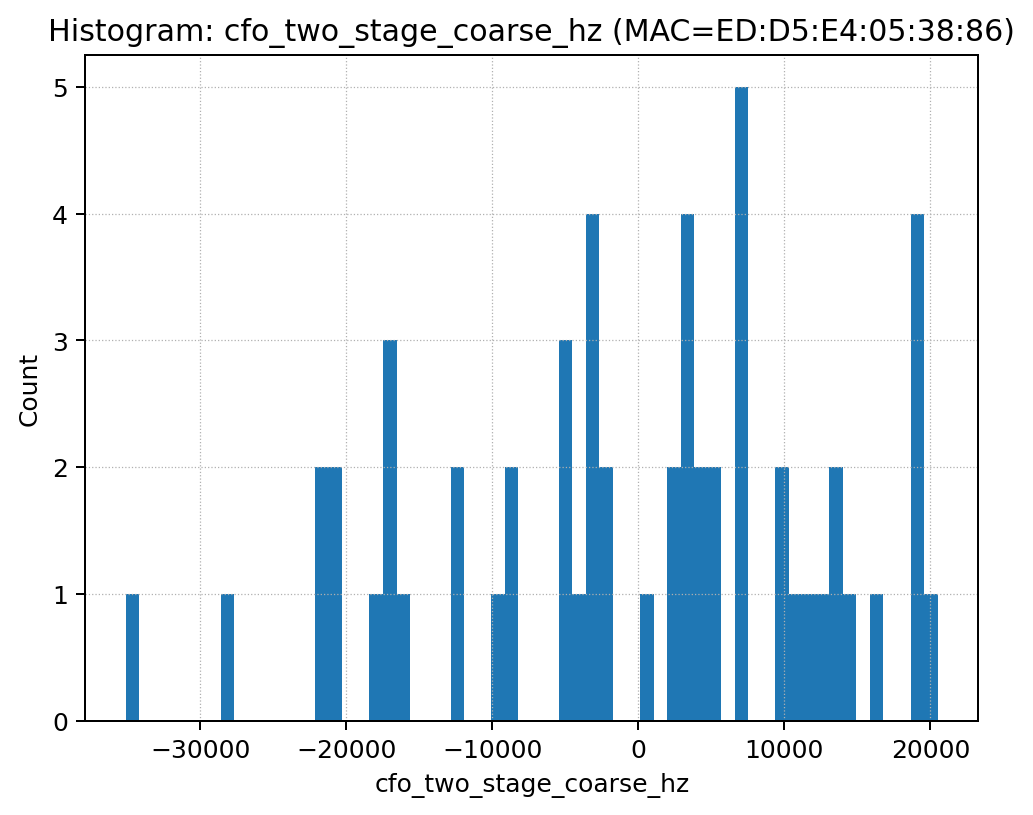 Histogram: cfo_two_stage_coarse_hz (MAC=ED:D5:E4:05:38:86)
5
4
3
2
1
0
Count
−30000 −20000 −10000 0 10000 20000
cfo_two_stage_coarse_hz